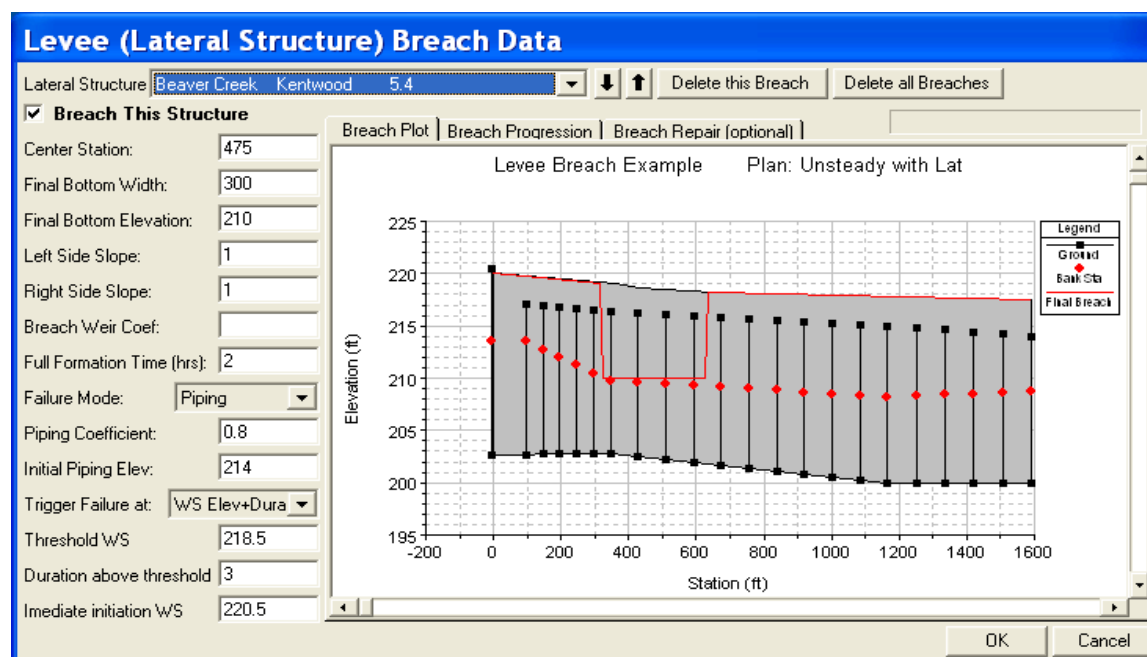 Levee (Lateral Structure) Breach Data
Lateral Structure Beaver Creek Kentwood 5.4 Delete this Breach Delete all Breaches
Breach This Structure
Center Station: 475
Final Bottom Width: 300
Final Bottom Elevation: 210
Left Side Slope: 1
Right Side Slope: 1
Breach Weir Coef:
Full Formation Time (hrs): 2
Failure Mode: Piping
Piping Coefficient: 0.8
Initial Piping Elev: 214
Trigger Failure at: WS Elev+Dura
Threshold WS 218.5
Duration above threshold 3
Imediate initiation WS 220.5
Breach Plot Breach Progression Breach Repair (optional)
Levee Breach Example Plan: Unsteady with Lat
225
220
215
210
205
200
195
Elevation (ft)
-200 0 200 400 600 800 1000 1200 1400 1600
Station (ft)
Legend
Ground
Bank Sta
Final Breach
OK Cancel